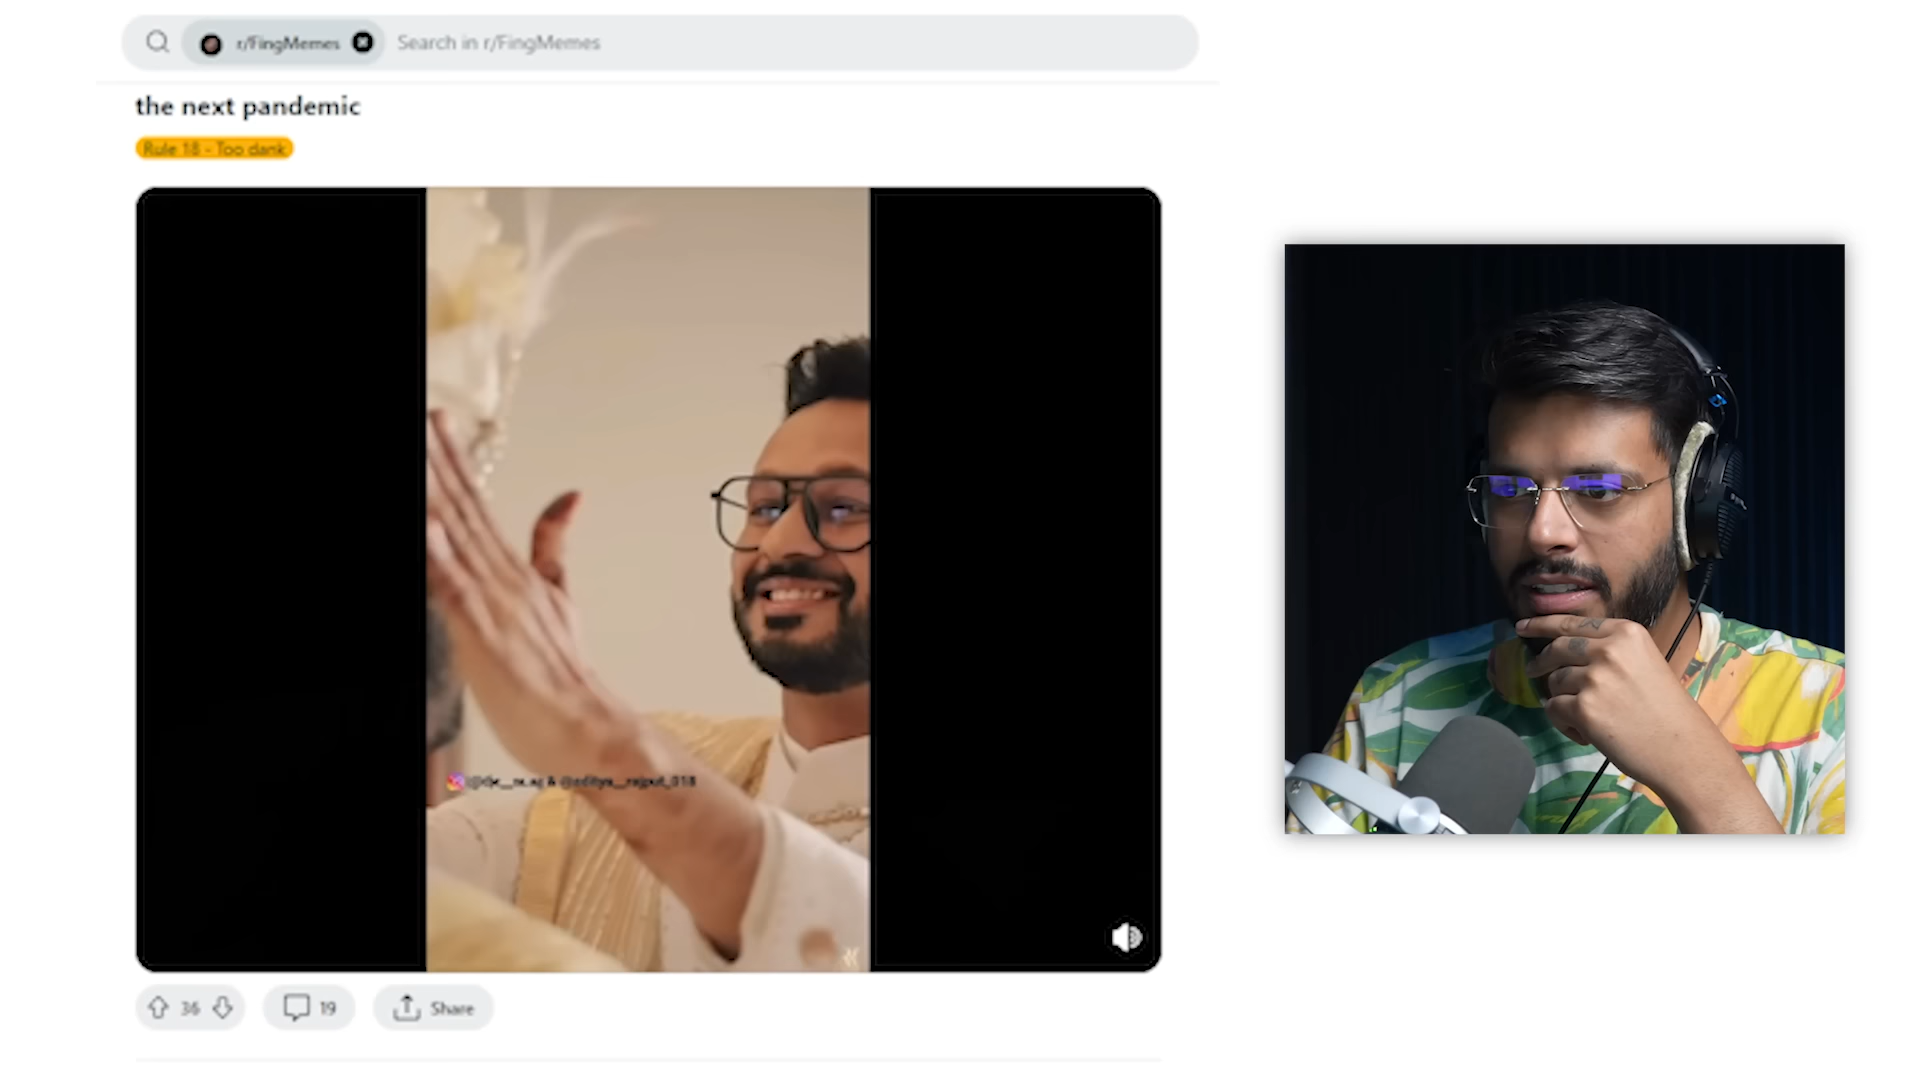 r/FingMemes Search in r/FingMemes
the next pandemic
Rule 18 - Too dank
36 19 Share